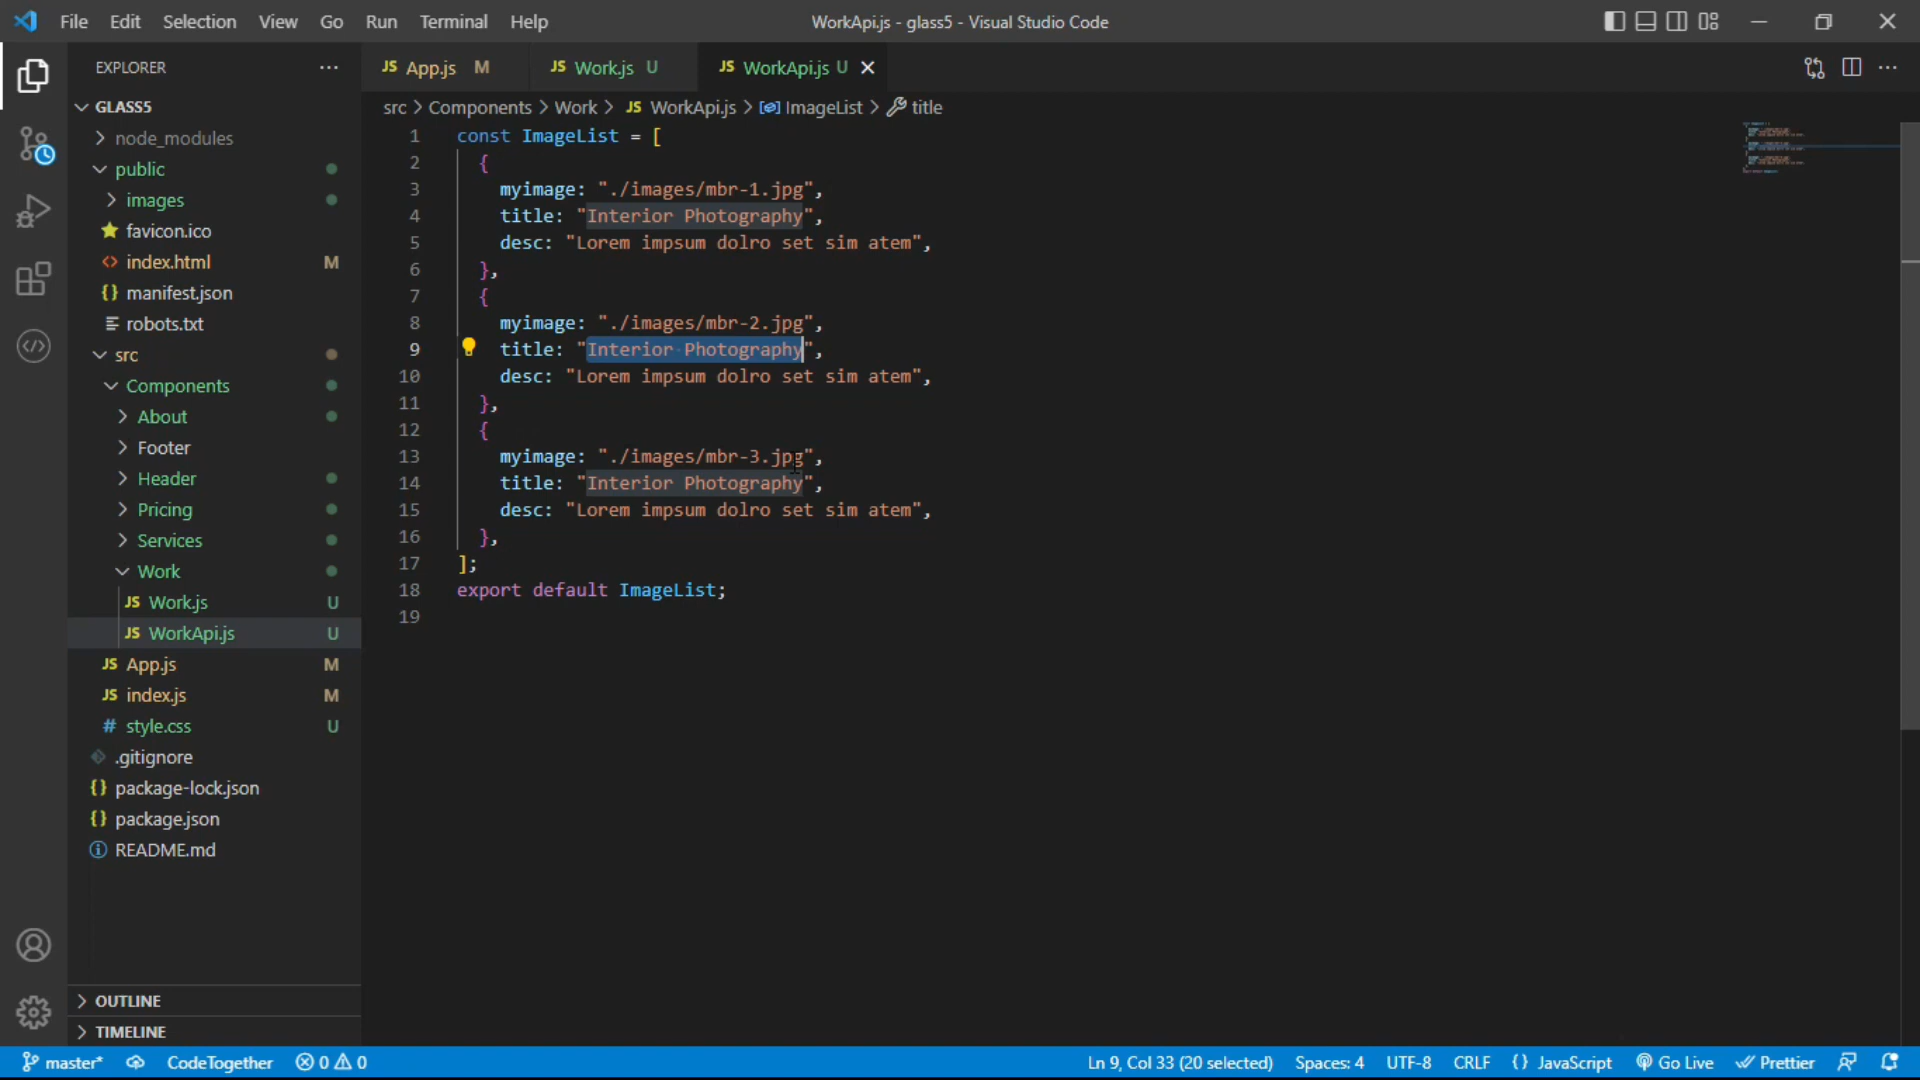 File Edit Selection View Go Run Terminal Help WorkApi.js - glass5 - Visual Studio Code
EXPLORER ···
JS App.js M JS Work.js U JS WorkApi.js U
src > Components > Work > JS WorkApi.js > ImageList > title
GLASS5
node_modules
public
images
favicon.ico
<> index.html M
{} manifest.json
robots.txt
src
Components
About
Footer
Header
Pricing
Services
Work
JS Work.js U
JS WorkApi.js U
JS App.js M
JS index.js M
# style.css U
.gitignore
{} package-lock.json
{} package.json
README.md
OUTLINE
TIMELINE
1 const ImageList = [
2 {
3 myimage: "./images/mbr-1.jpg",
4 title: "Interior Photography",
5 desc: "Lorem impsum dolro set sim atem",
6 },
7 {
8 myimage: "./images/mbr-2.jpg",
9 title: "Interior Photography",
10 desc: "Lorem impsum dolro set sim atem",
11 },
12 {
13 myimage: "./images/mbr-3.jpg",
14 title: "Interior Photography",
15 desc: "Lorem impsum dolro set sim atem",
16 },
17 ];
18 export default ImageList;
19
master* CodeTogether 0 0 Ln 9, Col 33 (20 selected) Spaces: 4 UTF-8 CRLF {} JavaScript Go Live Prettier